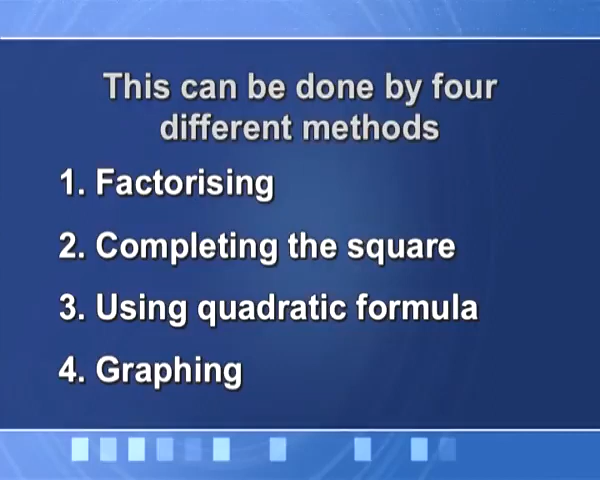 This can be done by four
different methods
1. Factorising
2. Completing the square
3. Using quadratic formula
4. Graphing